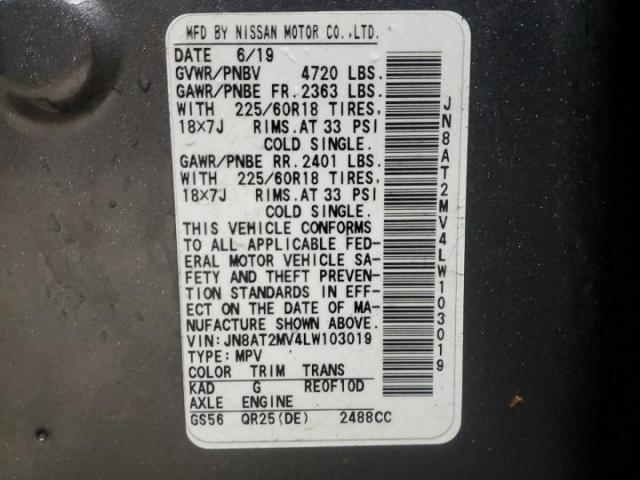 MFD BY NISSAN MOTOR CO.,LTD.
DATE 6/19
GVWR/PNBV 4720 LBS.
GAWR/PNBE FR. 2363 LBS.
WITH 225/60R18 TIRES.
18X7J RIMS. AT 33 PSI
COLD SINGLE.
GAWR/PNBE RR. 2401 LBS.
WITH 225/60R18 TIRES.
18X7J RIMS. AT 33 PSI
COLD SINGLE.
THIS VEHICLE CONFORMS
TO ALL APPLICABLE FED-
ERAL MOTOR VEHICLE SA-
FETY AND THEFT PREVEN-
TION STANDARDS IN EFF-
ECT ON THE DATE OF MA-
NUFACTURE SHOWN ABOVE.
VIN: JN8AT2MV4LW103019
TYPE: MPV
COLOR TRIM TRANS
KAD G RE0F10D
AXLE ENGINE
GS56 QR25(DE) 2488CC
JN8AT2MV4LW103019